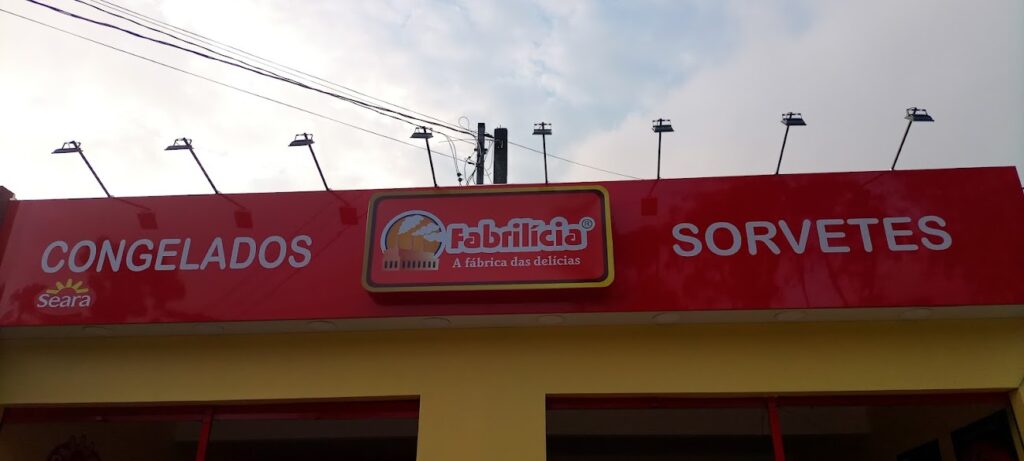 CONGELADOS
Seara
Fabrilícia®
A fábrica das delícias
SORVETES